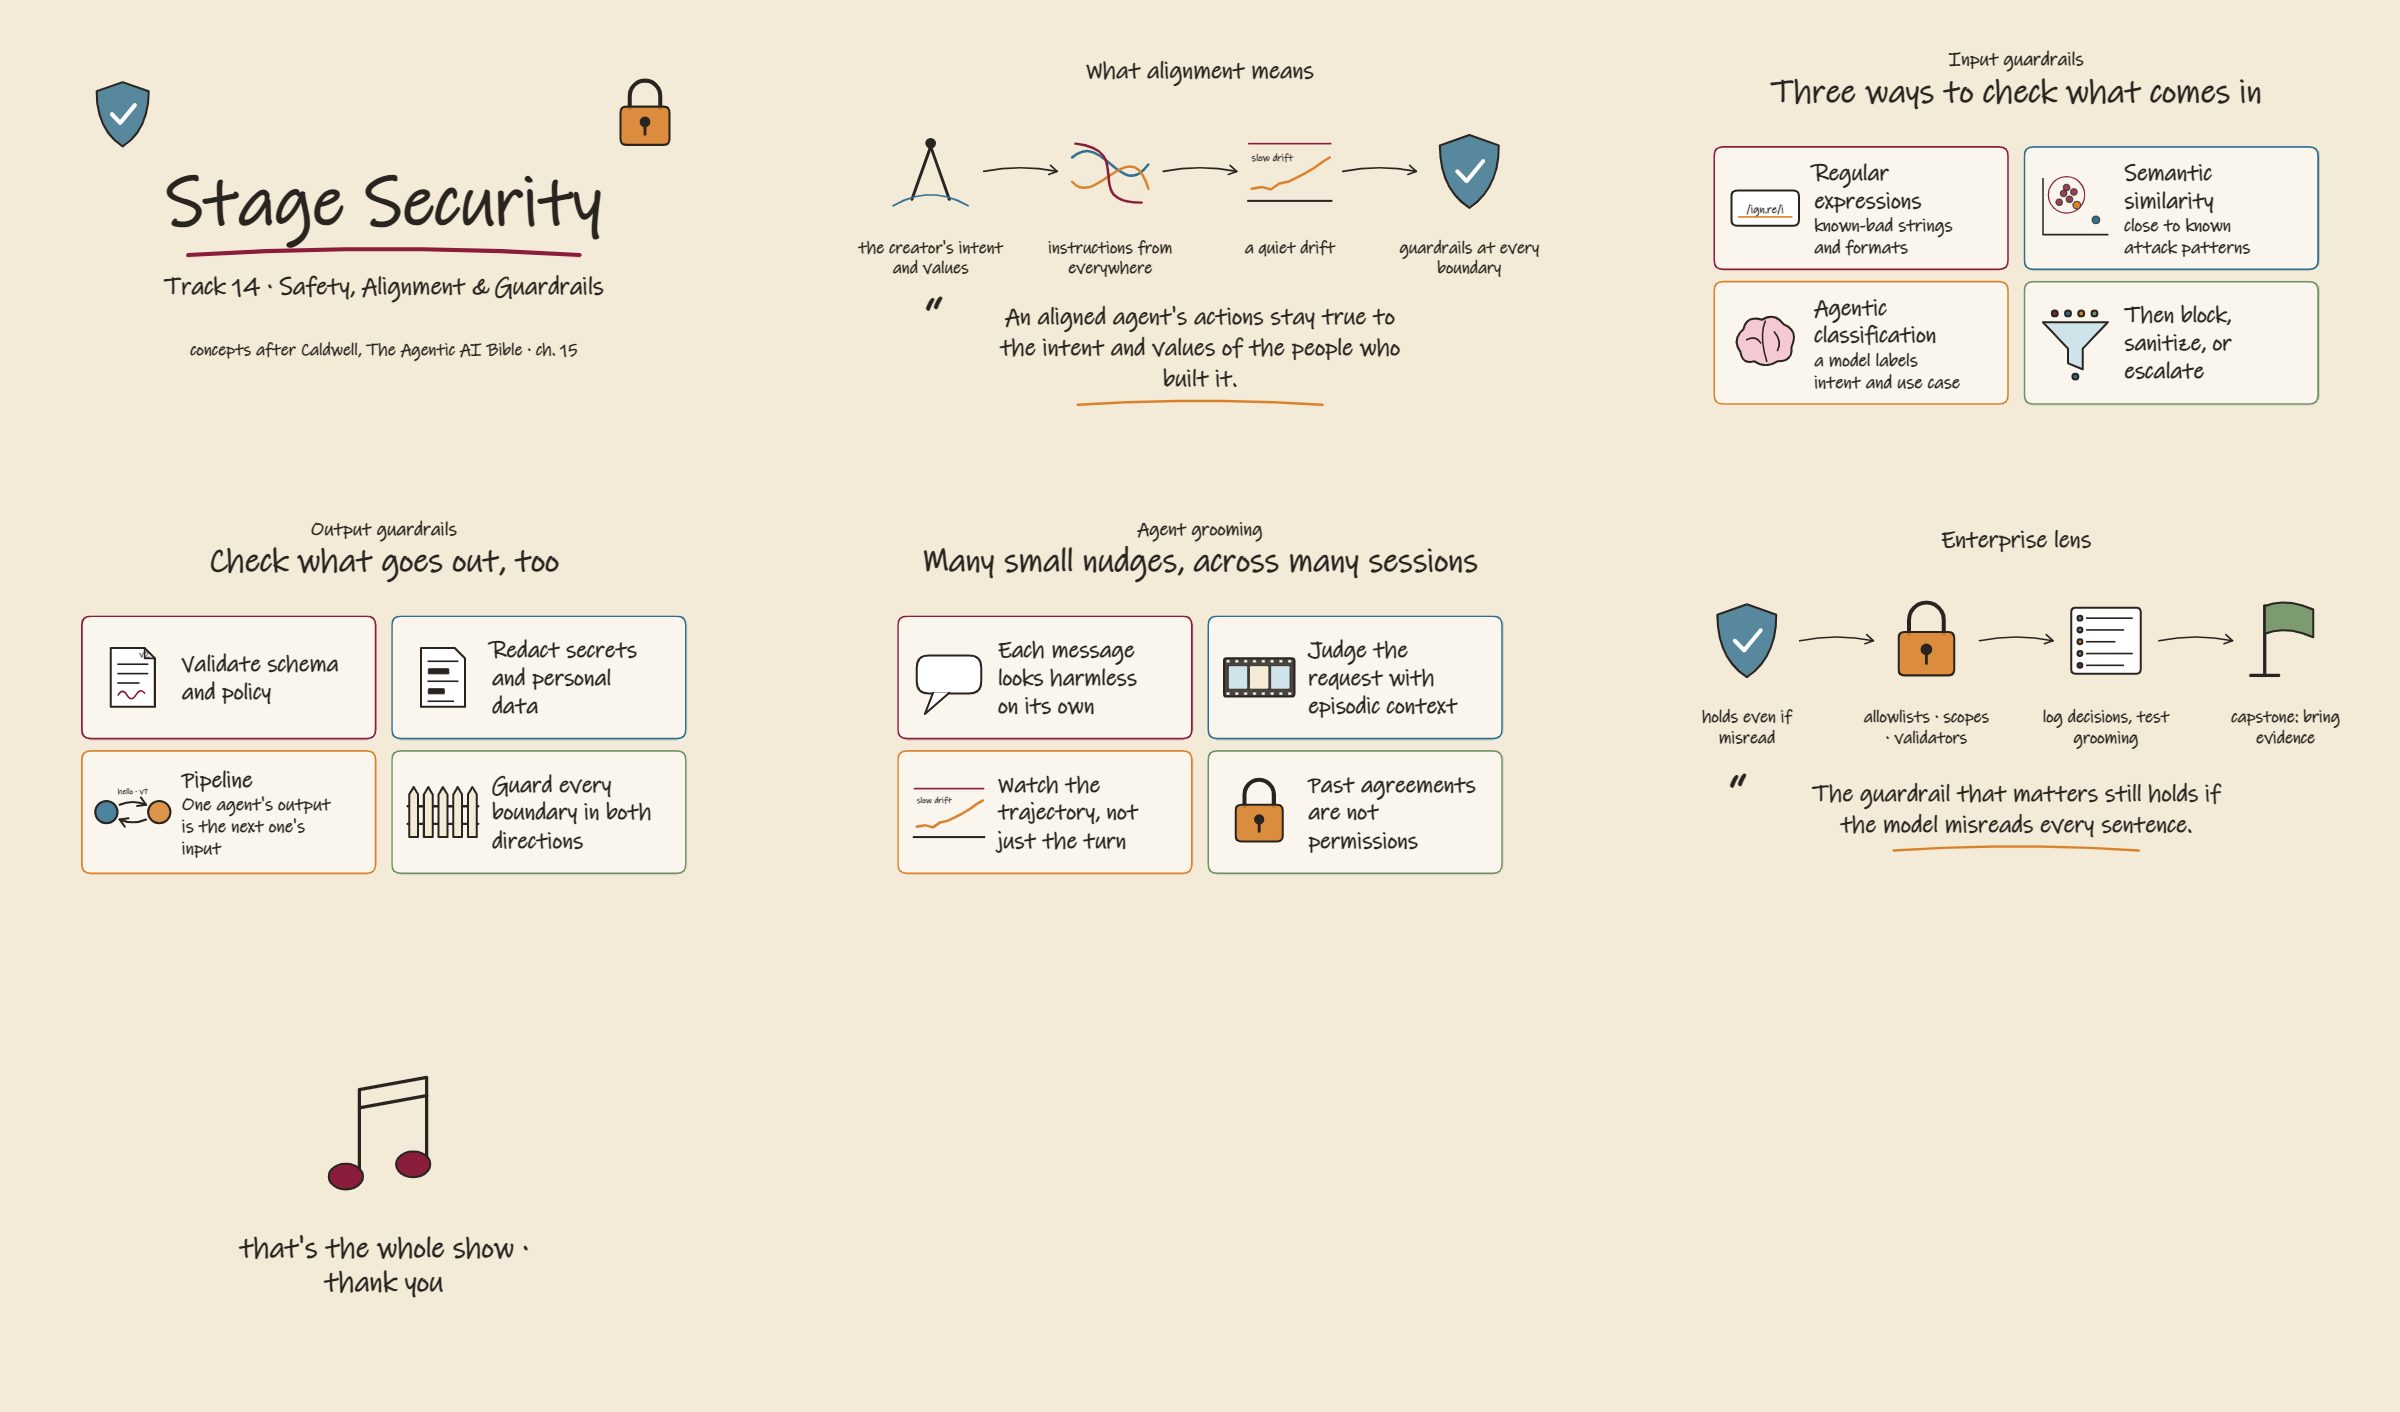 Stage Security
Track 14 · Safety, Alignment & Guardrails
concepts after Caldwell, The Agentic AI Bible · ch. 15
What alignment means
slow drift
the creator's intent
and values
instructions from
everywhere
a quiet drift
guardrails at every
boundary
“
An aligned agent's actions stay true to
the intent and values of the people who
built it.
Input guardrails
Three ways to check what comes in
/ign.re/i
Regular
expressions
known-bad strings
and formats
Semantic
similarity
close to known
attack patterns
Agentic
classification
a model labels
intent and use case
Then block,
sanitize, or
escalate
Output guardrails
Check what goes out, too
Validate schema
and policy
Redact secrets
and personal
data
hello · v?
Pipeline
One agent's output
is the next one's
input
Guard every
boundary in both
directions
Agent grooming
Many small nudges, across many sessions
Each message
looks harmless
on its own
Judge the
request with
episodic context
slow drift
Watch the
trajectory, not
just the turn
Past agreements
are not
permissions
Enterprise lens
holds even if
misread
allowlists · scopes
· validators
log decisions, test
grooming
capstone: bring
evidence
“
The guardrail that matters still holds if
the model misreads every sentence.
that's the whole show ·
thank you